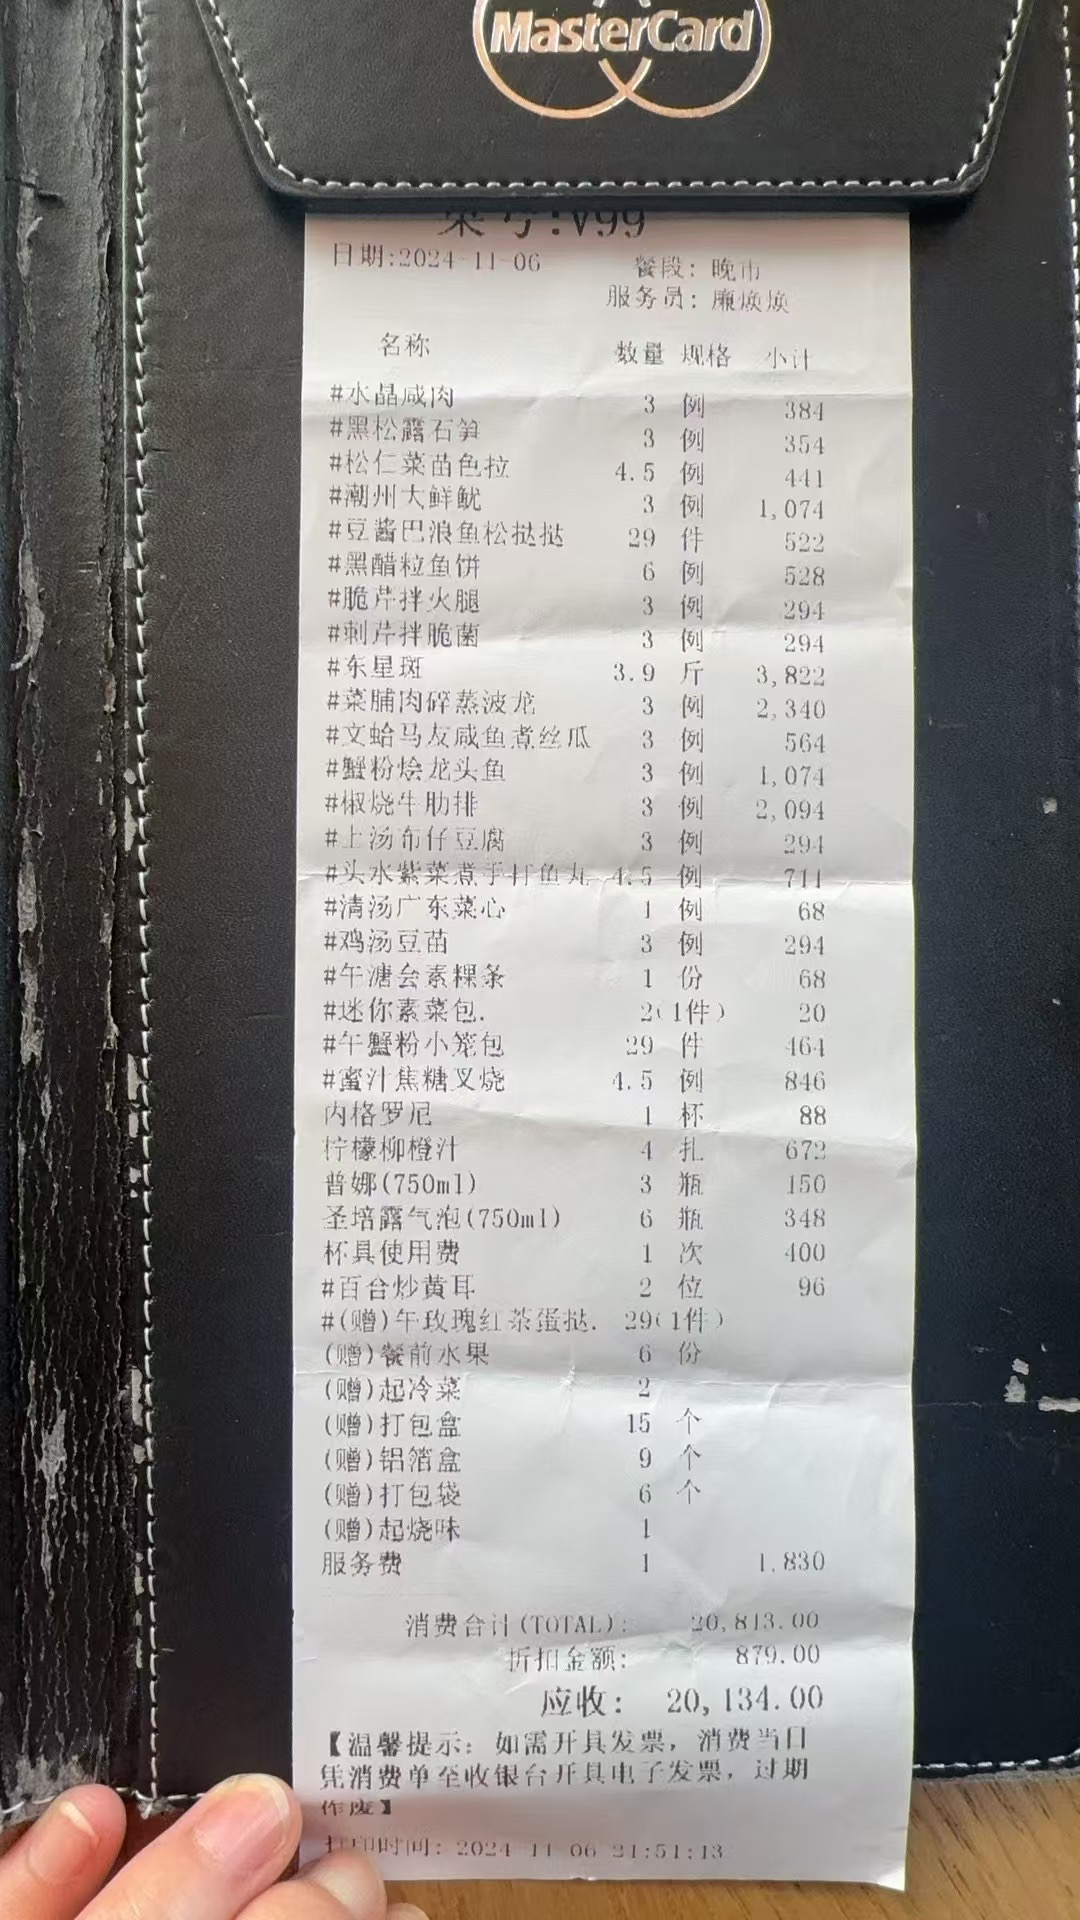 MasterCard
:V99
日期:2024-11-06
餐段: 晚市
服务员: 廉焕焕
名称 数量 规格 小计
#水晶咸肉 3 例 384
#黑松露石笋 3 例 354
#松仁菜苗色拉 4.5 例 441
#潮州大鲜鱿 3 例 1,074
#豆酱巴浪鱼松挞挞 29 件 522
#黑醋粒鱼饼 6 例 528
#脆芹拌火腿 3 例 294
#刺芹拌脆菌 3 例 294
#东星斑 3.9 斤 3,822
#菜脯肉碎蒸波龙 3 例 2,340
#文蛤马友咸鱼煮丝瓜 3 例 564
#蟹粉烩龙头鱼 3 例 1,074
#椒烧牛肋排 3 例 2,094
#上汤布仔豆腐 3 例 294
#头水紫菜煮手打鱼丸 4.5 例 711
#清汤广东菜心 1 例 68
#鸡汤豆苗 3 例 294
#午溏会素粿条 1 份 68
#迷你素菜包. 2(1件) 20
#午蟹粉小笼包 29 件 464
#蜜汁焦糖叉烧 4.5 例 846
内格罗尼 1 杯 88
柠檬柳橙汁 4 扎 672
普娜(750ml) 3 瓶 150
圣培露气泡(750ml) 6 瓶 348
杯具使用费 1 次 400
#百合炒黄耳 2 位 96
#(赠)午玫瑰红茶蛋挞. 29(1件)
(赠)餐前水果 6 份
(赠)起冷菜 2
(赠)打包盒 15 个
(赠)铝箔盒 9 个
(赠)打包袋 6 个
(赠)起烧味 1
服务费 1 1,830
消费合计(TOTAL): 20,813.00
折扣金额: 879.00
应收: 20,134.00
【温馨提示: 如需开具发票, 消费当日
凭消费单至收银台开具电子发票, 过期
作废】
打印时间: 2024-11-06 21:51:13